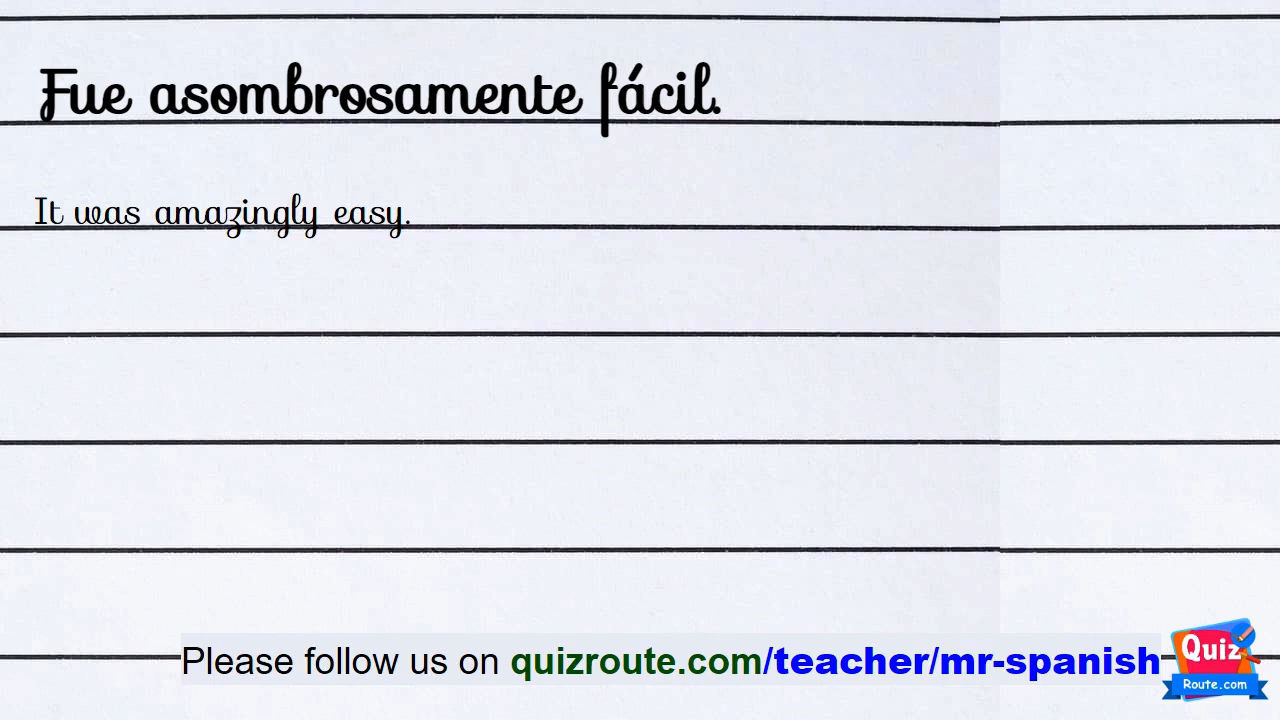 Fue asombrosamente fácil.
It was amazingly easy.
Please follow us on quizroute.com/teacher/mr-spanish
Quiz
Route.com